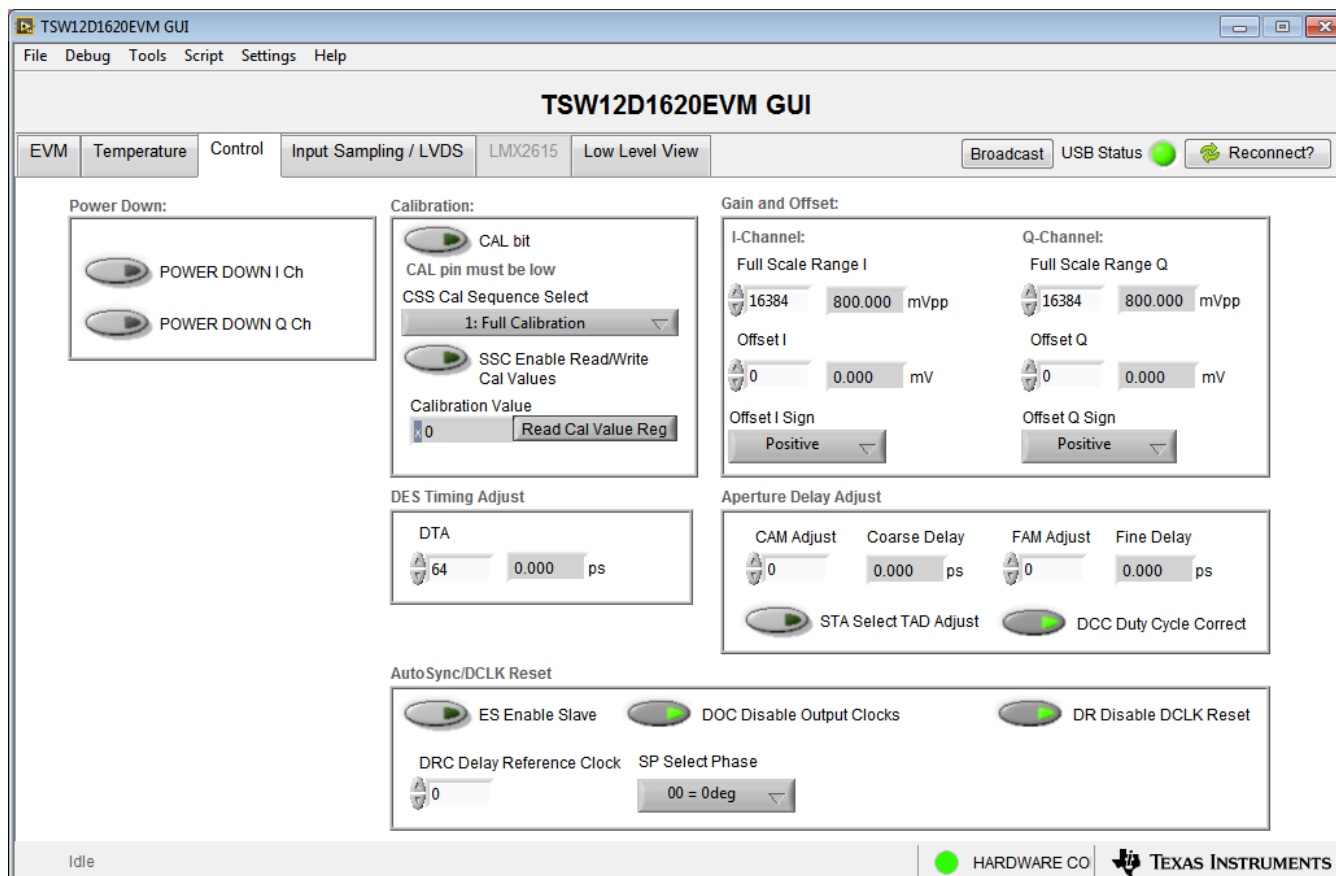 TSW12D1620EVM GUI
File Debug Tools Script Settings Help
TSW12D1620EVM GUI
EVM Temperature Control Input Sampling / LVDS LMX2615 Low Level View Broadcast USB Status Reconnect?
Power Down:
POWER DOWN I Ch
POWER DOWN Q Ch
Calibration:
CAL bit
CAL pin must be low
CSS Cal Sequence Select
1: Full Calibration
SSC Enable Read/Write
Cal Values
Calibration Value
x 0 Read Cal Value Reg
Gain and Offset:
I-Channel: Q-Channel:
Full Scale Range I Full Scale Range Q
16384 800.000 mVpp 16384 800.000 mVpp
Offset I Offset Q
0 0.000 mV 0 0.000 mV
Offset I Sign Offset Q Sign
Positive Positive
DES Timing Adjust
DTA
64 0.000 ps
Aperture Delay Adjust
CAM Adjust Coarse Delay FAM Adjust Fine Delay
0 0.000 ps 0 0.000 ps
STA Select TAD Adjust DCC Duty Cycle Correct
AutoSync/DCLK Reset
ES Enable Slave DOC Disable Output Clocks DR Disable DCLK Reset
DRC Delay Reference Clock SP Select Phase
0 00 = 0deg
Idle HARDWARE CO TEXAS INSTRUMENTS